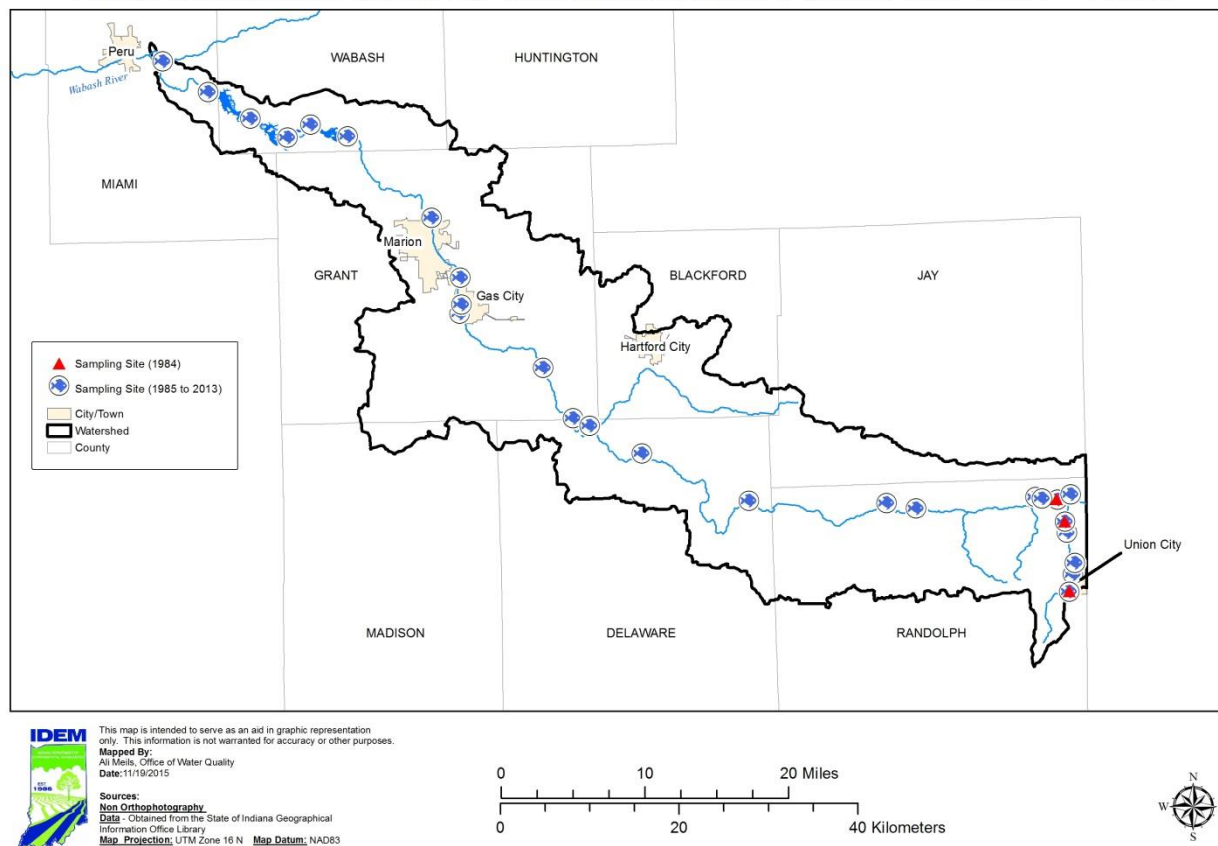 Peru
WABASH
HUNTINGTON
Wabash River
MIAMI
Marion
GRANT
BLACKFORD
JAY
Gas City
Hartford City
Sampling Site (1984)
Sampling Site (1985 to 2013)
City/Town
Watershed
County
Union City
MADISON
DELAWARE
RANDOLPH
IDEM
EST
1986
This map is intended to serve as an aid in graphic representation
only. This information is not warranted for accuracy or other purposes.
Mapped By:
Ali Meils, Office of Water Quality
Date:11/19/2015
Sources:
Non Orthophotography
Data - Obtained from the State of Indiana Geographical
Information Office Library
Map Projection: UTM Zone 16 N Map Datum: NAD83
0 10 20 Miles
0 20 40 Kilometers
N
W E
S